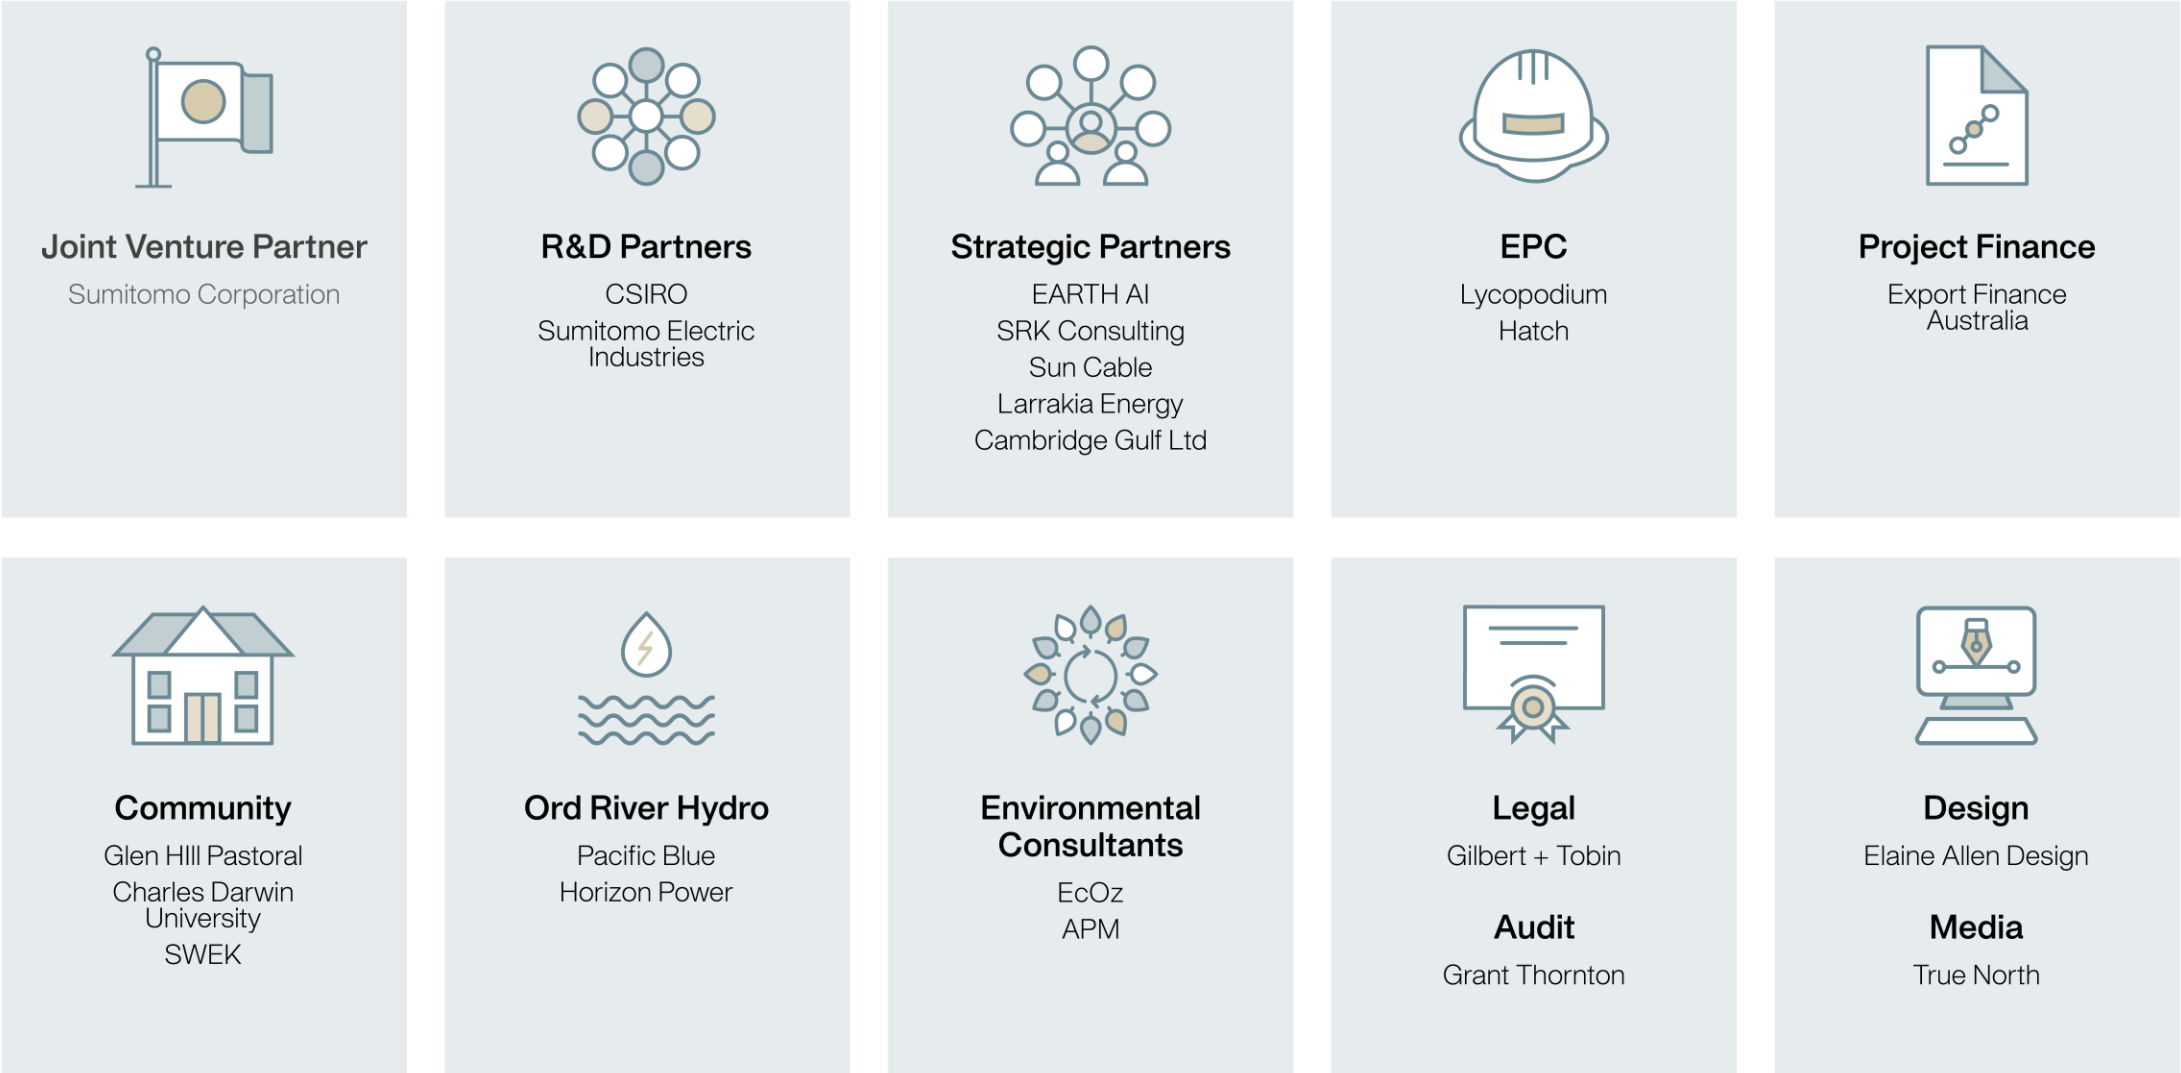 Joint Venture Partner
Sumitomo Corporation
R&D Partners
CSIRO
Sumitomo Electric
Industries
Strategic Partners
EARTH AI
SRK Consulting
Sun Cable
Larrakia Energy
Cambridge Gulf Ltd
EPC
Lycopodium
Hatch
Project Finance
Export Finance
Australia
Community
Glen HIll Pastoral
Charles Darwin
University
SWEK
Ord River Hydro
Pacific Blue
Horizon Power
Environmental
Consultants
EcOz
APM
Legal
Gilbert + Tobin
Audit
Grant Thornton
Design
Elaine Allen Design
Media
True North